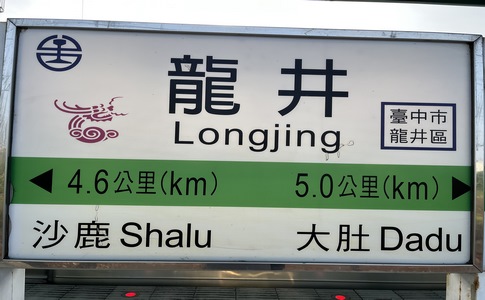 龍井
Longjing
臺中市
龍井區
4.6公里(km) 5.0公里(km)
沙鹿 Shalu 大肚 Dadu